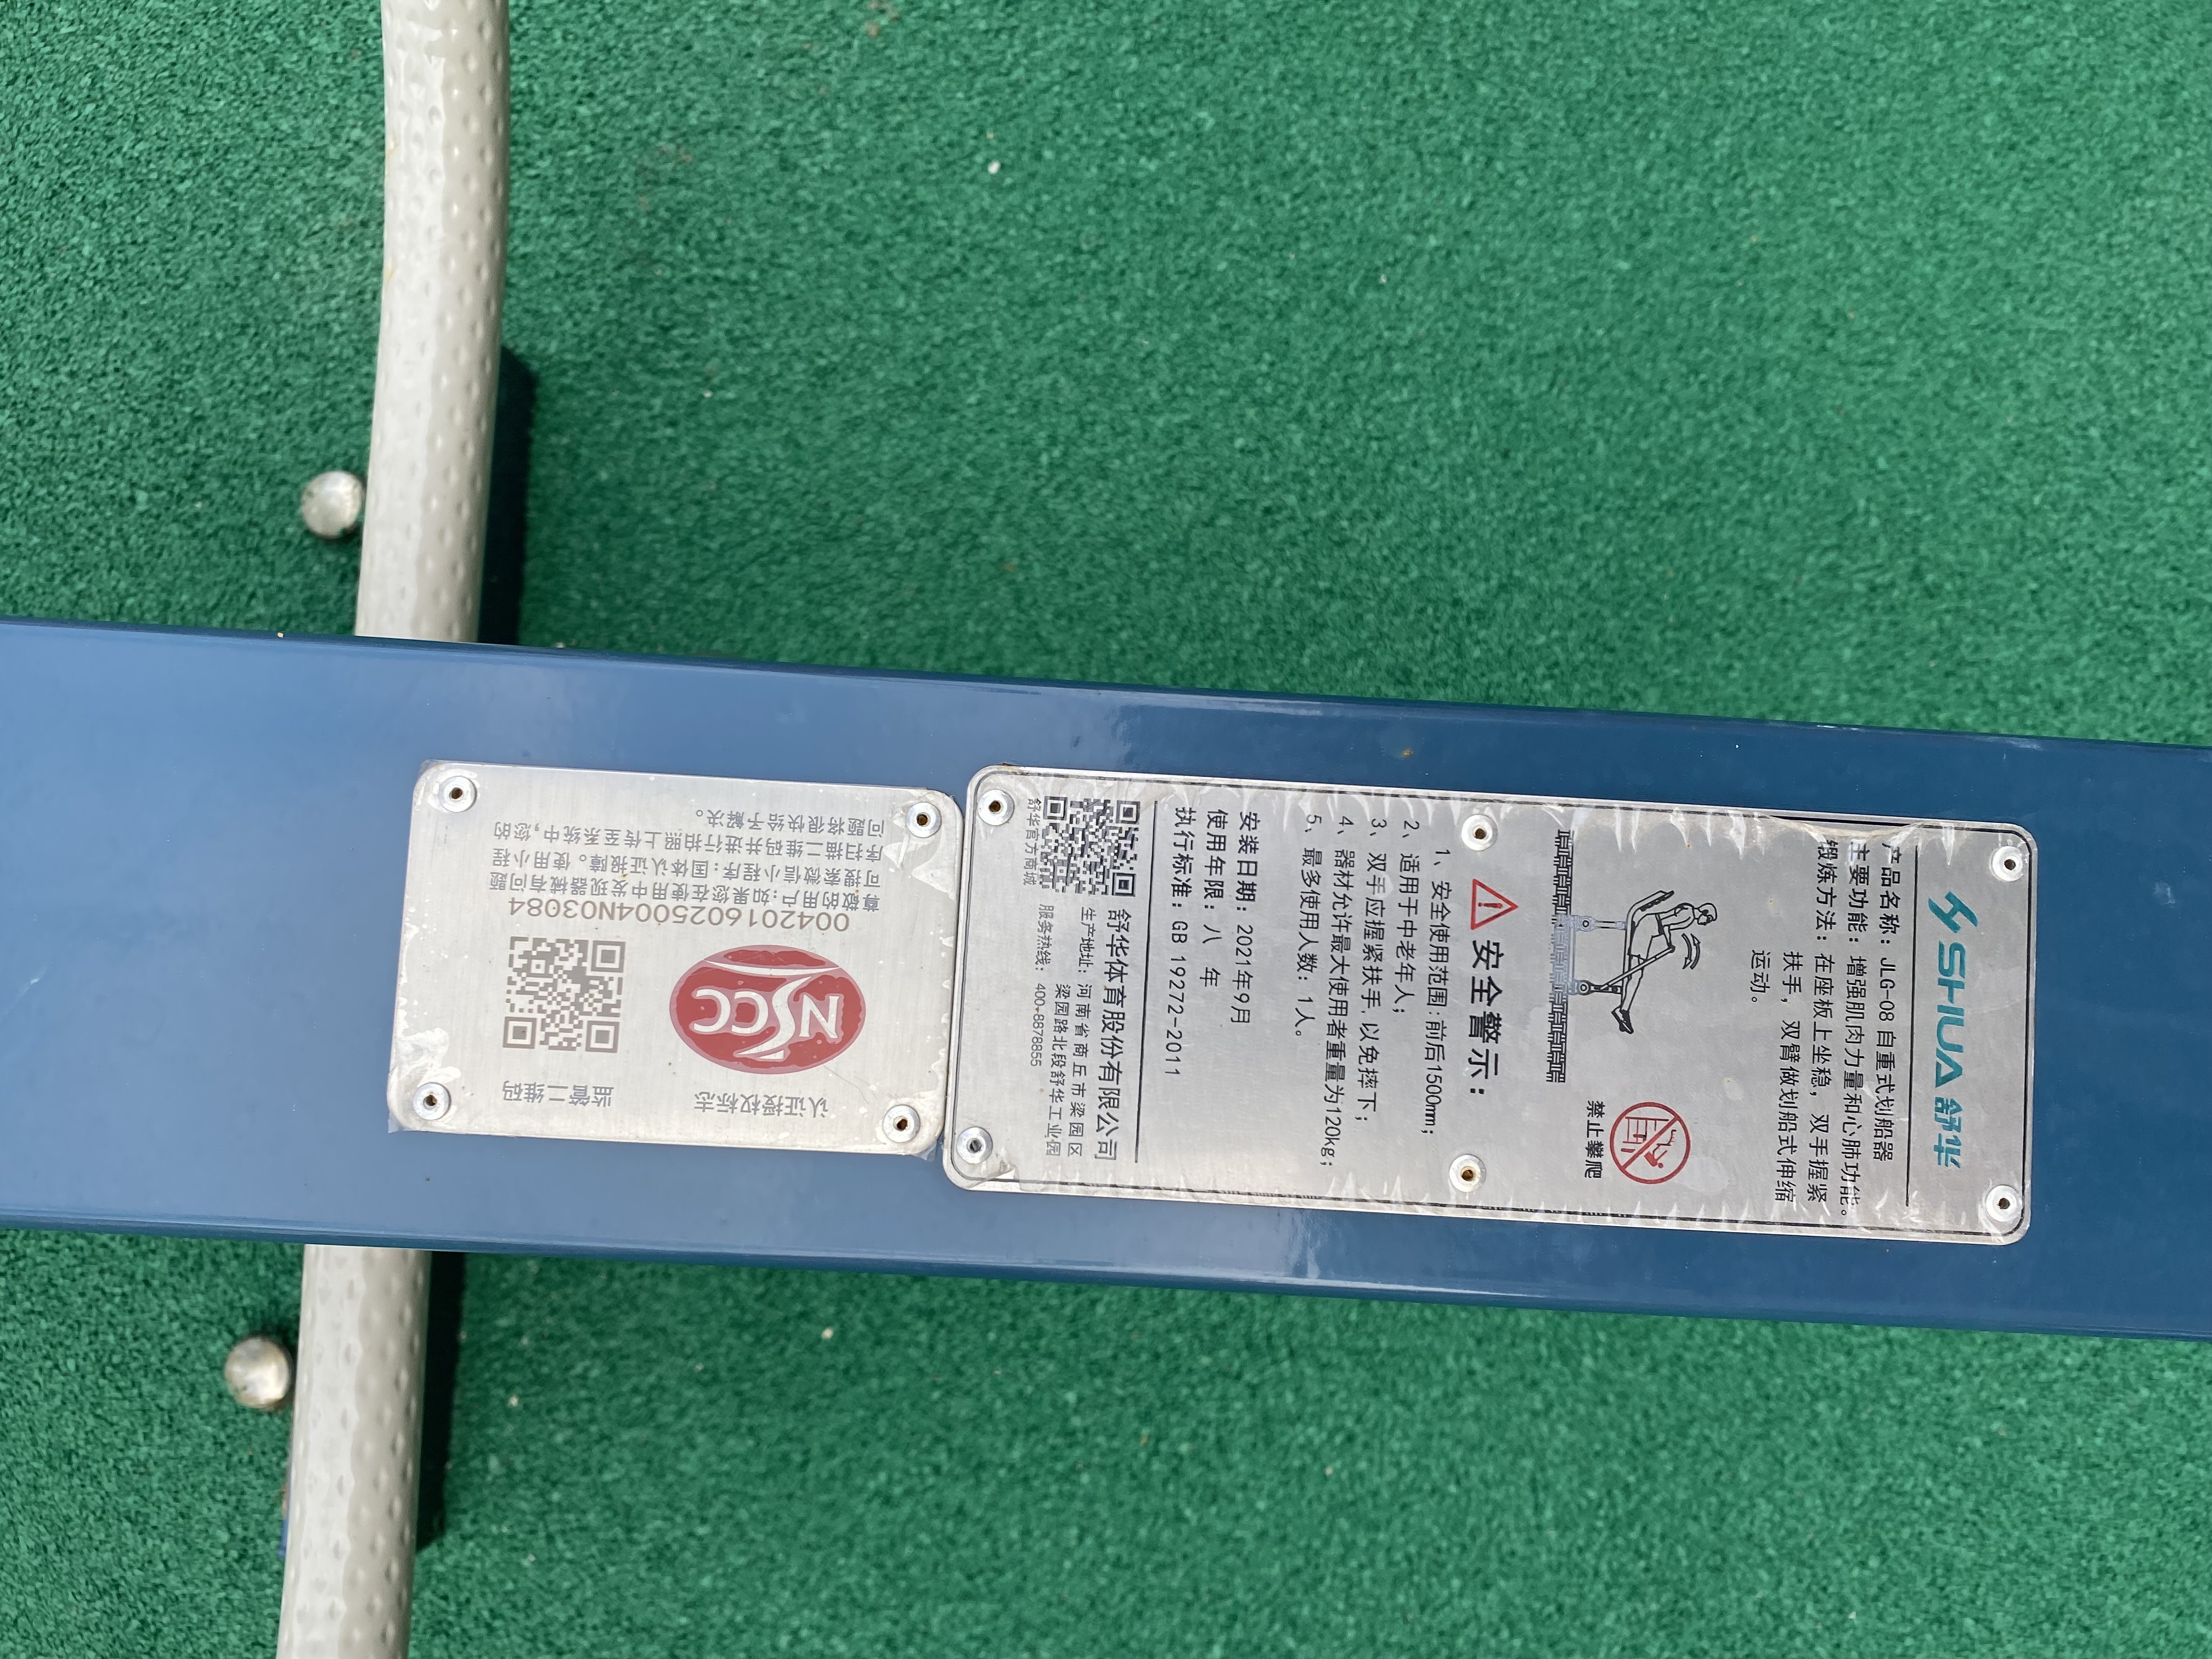 SHUA 舒华
产品名称：JLG-08 自重式划船器
主要功能：增强肌肉力量和心肺功能。
锻炼方法：在座板上坐稳，双手握紧
扶手，双臂做划船式伸缩
运动。
禁止攀爬
安全警示：
1、安全使用范围：前后1500mm；
2、适用于中老年人；
3、双手应握紧扶手，以免摔下；
4、器材允许最大使用者重量为120kg；
5、最多使用人数：1人。
安装日期：2021年9月
使用年限：八 年
执行标准：GB 19272-2011
舒华体育股份有限公司
生产地址：河南省商丘市梁园区
梁园路北段舒华工业园
服务热线：400-8878855
舒华官方商城
认证授权标志
监管二维码
NSCC
0042016025004N03084
尊敬的用户：如果您在使用中发现器械有问题
可搜索微信小程序：国体认证报障。使用小程
序扫描二维码并进行拍照上传至系统中，您的
问题将很快给予解决。